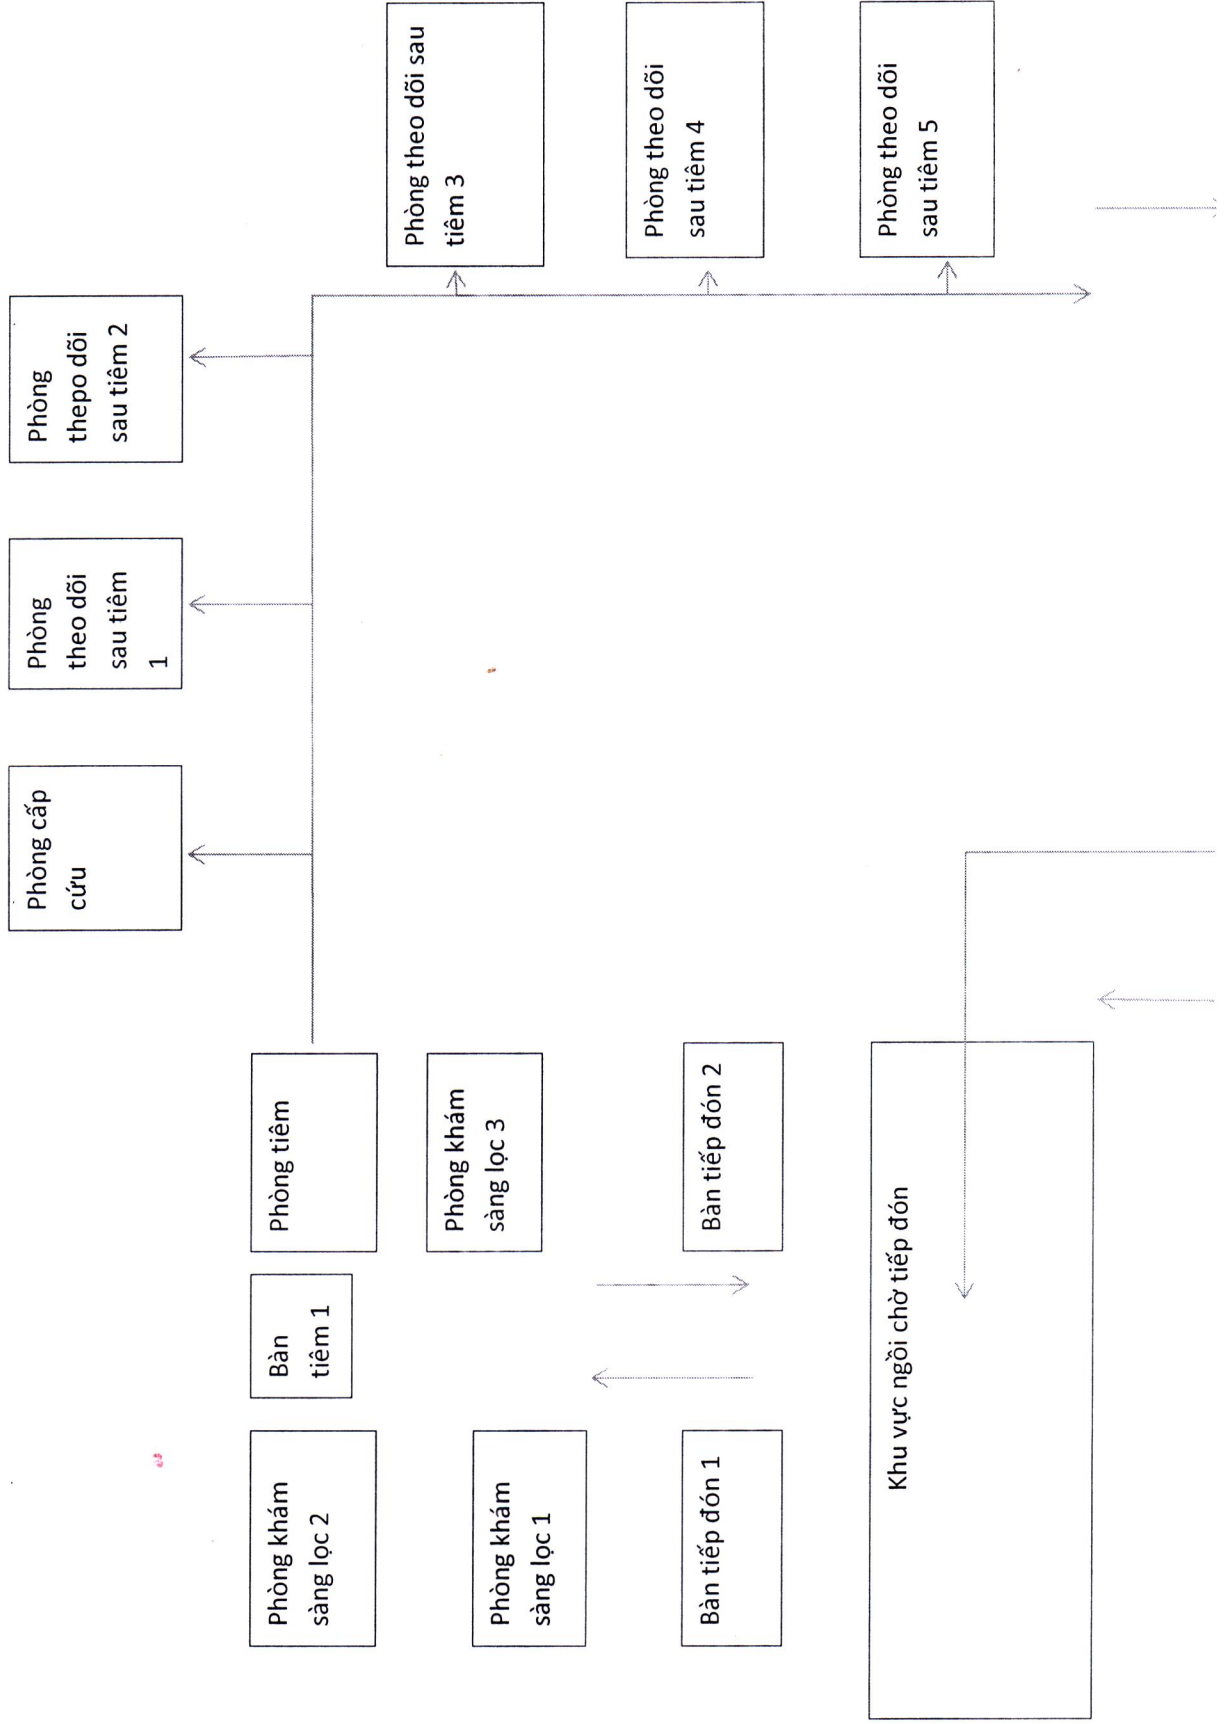 Phòng cấp
cứu
Phòng
theo dõi
sau tiêm
1
Phòng
thepo dõi
sau tiêm 2
Phòng khám
sàng lọc 2
Bàn
tiêm 1
Phòng tiêm
Phòng theo dõi sau
tiêm 3
Phòng khám
sàng lọc 1
Phòng khám
sàng lọc 3
Phòng theo dõi
sau tiêm 4
Bàn tiếp đón 1
Bàn tiếp đón 2
Phòng theo dõi
sau tiêm 5
Khu vực ngồi chờ tiếp đón